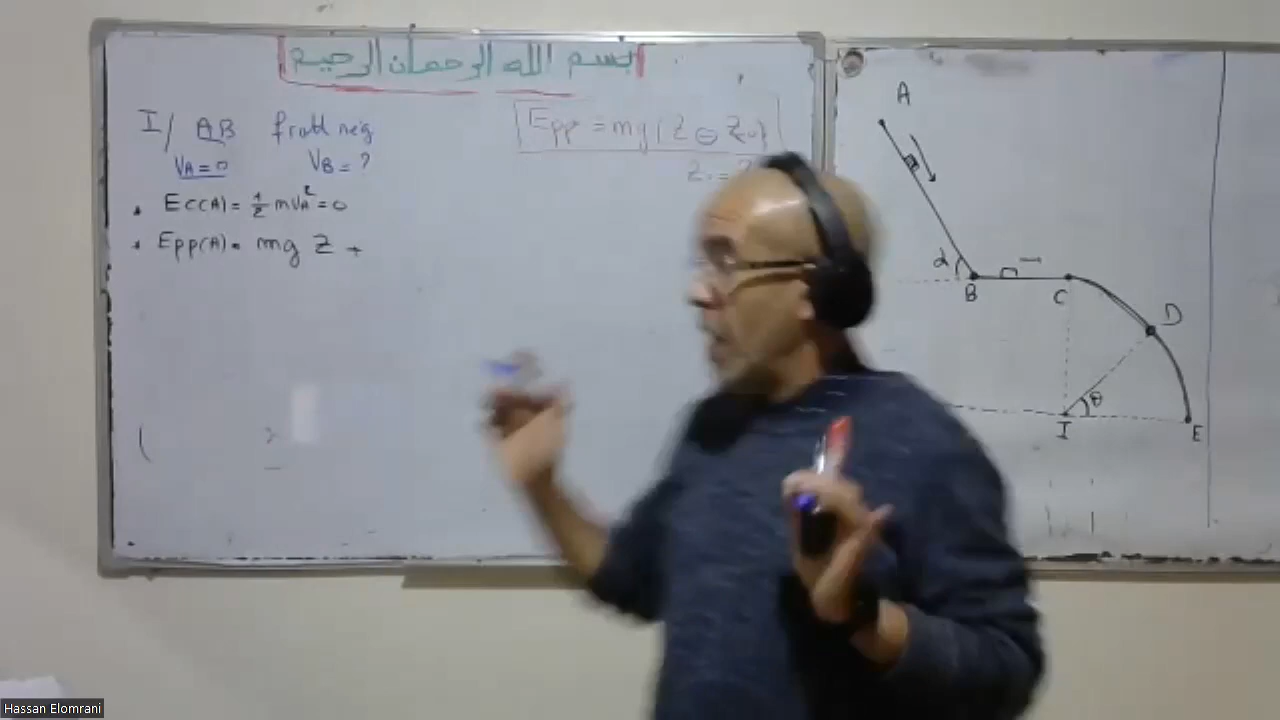 بسم الله الرحمان الرحيم
I/ AB frott neg
VA = 0 VB = ?
• Ec(A) = 1/2 mVA² = 0
• Epp(A) = mg Z +
Epp = mg(Z ⊖ Z0)
A
α
B
C
D
θ
I
E
Hassan Elomrani